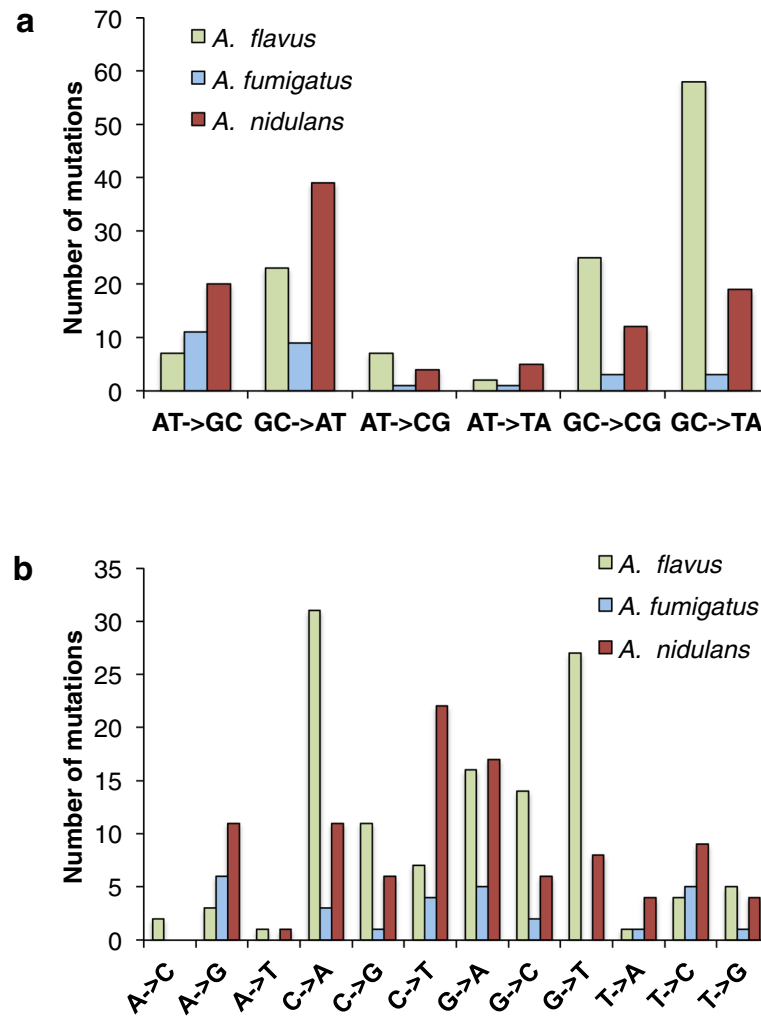 a
A. flavus
A. fumigatus
A. nidulans
Number of mutations
70
60
50
40
30
20
10
0
AT->GC GC->AT AT->CG AT->TA GC->CG GC->TA
b
A. flavus
A. fumigatus
A. nidulans
Number of mutations
35
30
25
20
15
10
5
0
A->C A->G A->T C->A C->G C->T G->A G->C G->T T->A T->C T->G